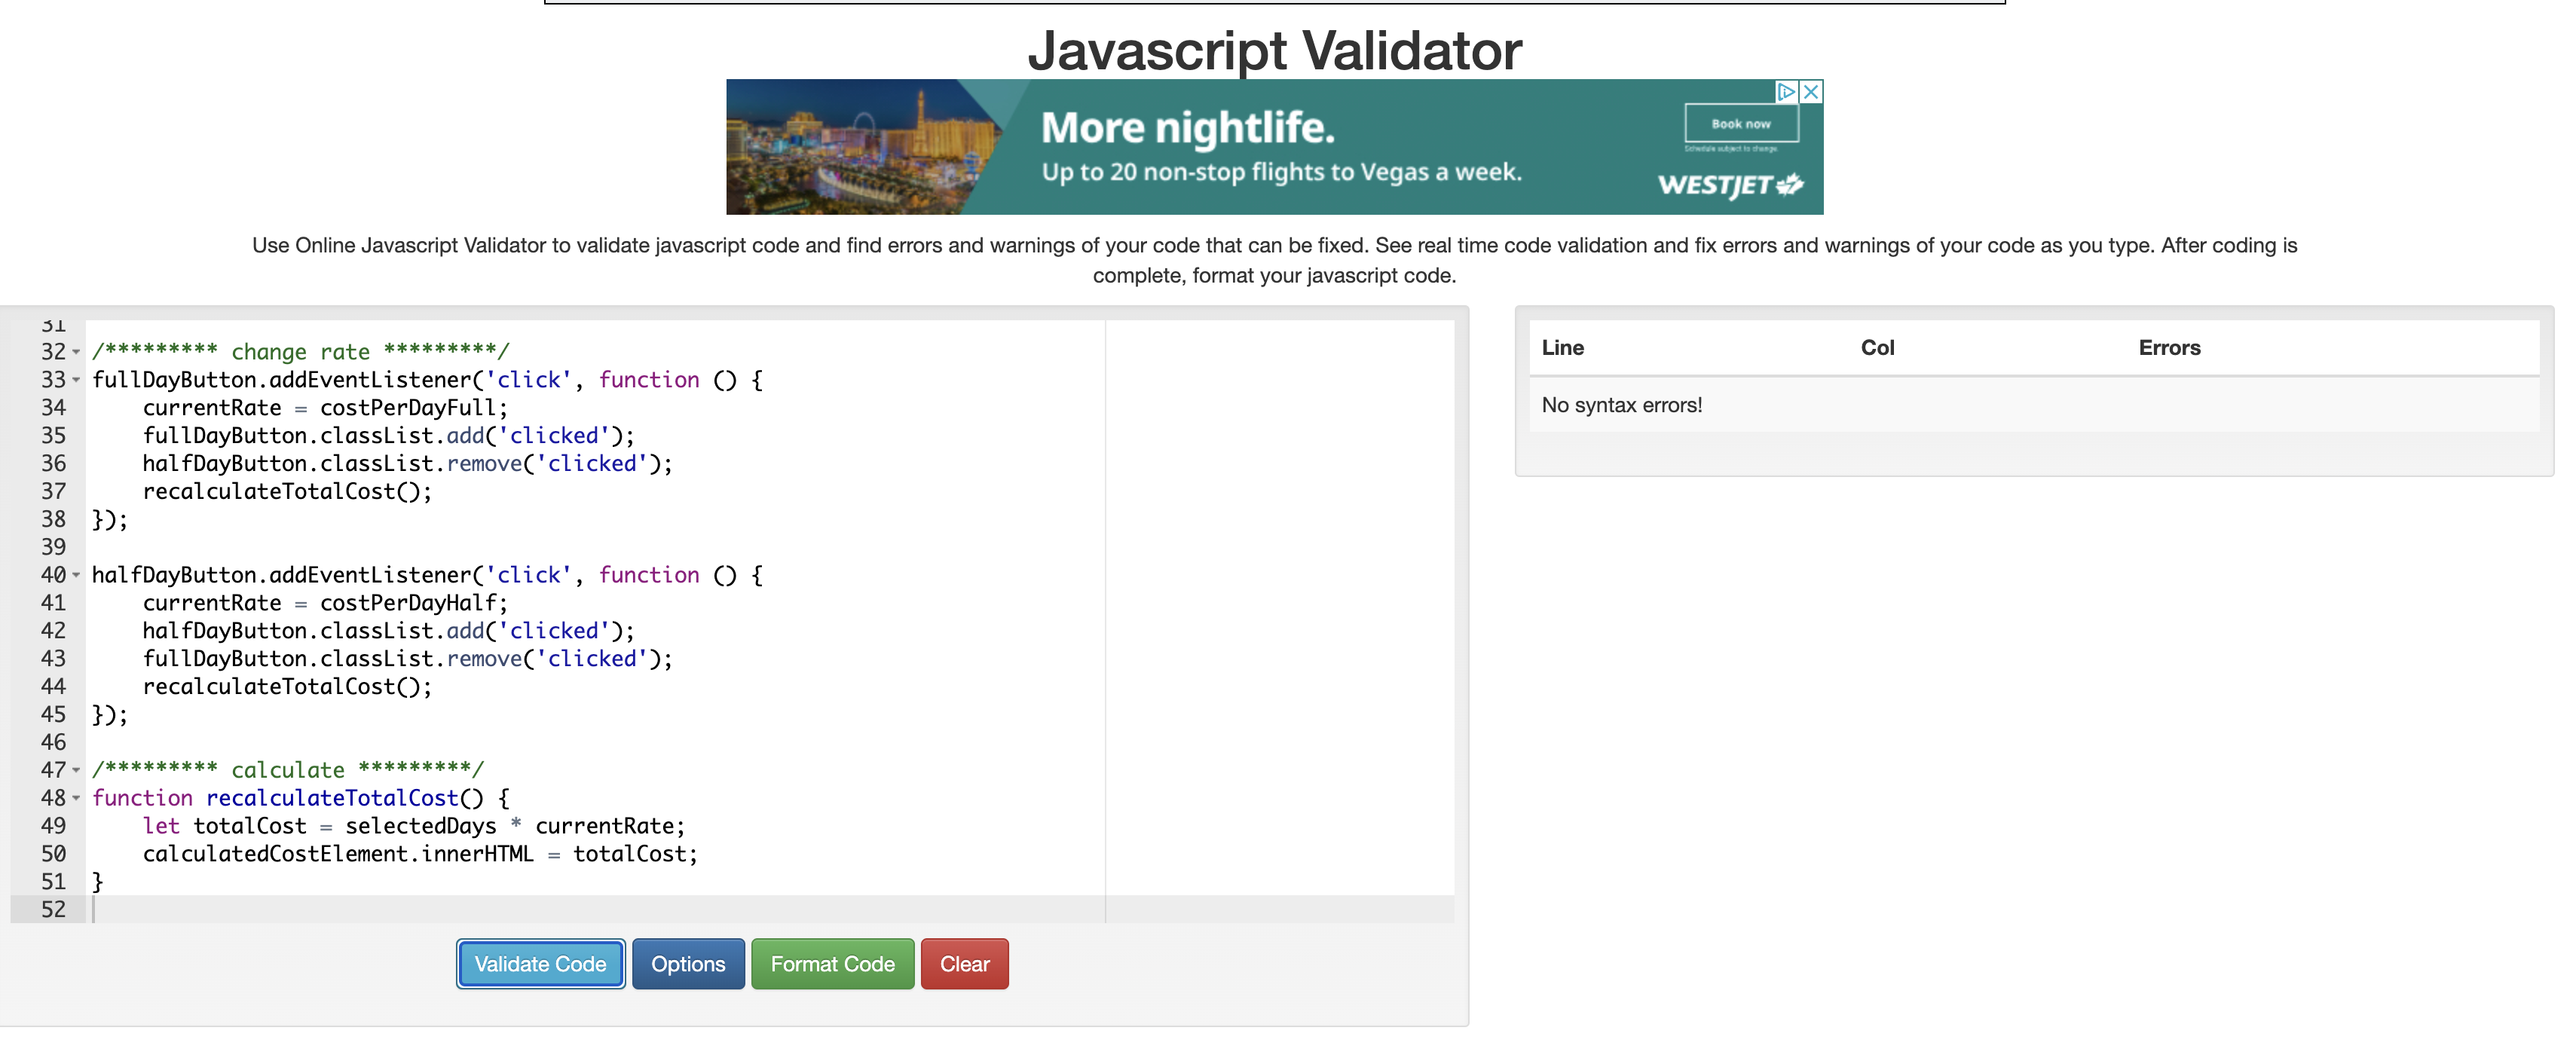 Javascript Validator
More nightlife.
Up to 20 non-stop flights to Vegas a week.
Book now
Schedule subject to change.
WESTJET
Use Online Javascript Validator to validate javascript code and find errors and warnings of your code that can be fixed. See real time code validation and fix errors and warnings of your code as you type. After coding is
complete, format your javascript code.
31
32 /********* change rate *********/
33 fullDayButton.addEventListener('click', function () {
34     currentRate = costPerDayFull;
35     fullDayButton.classList.add('clicked');
36     halfDayButton.classList.remove('clicked');
37     recalculateTotalCost();
38 });
39
40 halfDayButton.addEventListener('click', function () {
41     currentRate = costPerDayHalf;
42     halfDayButton.classList.add('clicked');
43     fullDayButton.classList.remove('clicked');
44     recalculateTotalCost();
45 });
46
47 /********* calculate *********/
48 function recalculateTotalCost() {
49     let totalCost = selectedDays * currentRate;
50     calculatedCostElement.innerHTML = totalCost;
51 }
52
Validate Code Options Format Code Clear
Line Col Errors
No syntax errors!